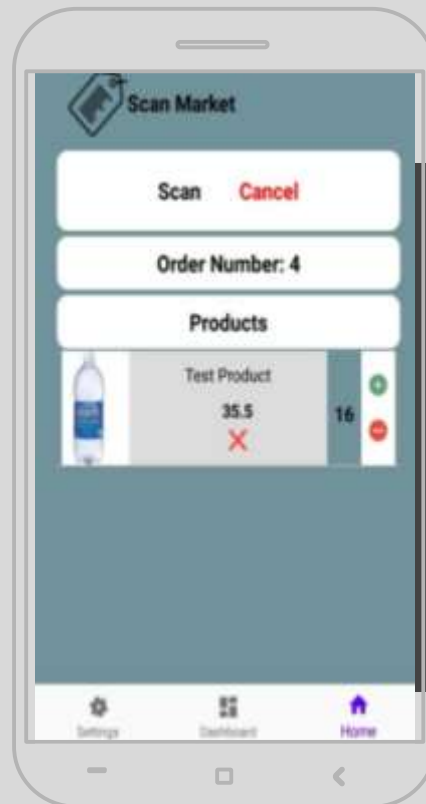 Scan Market
Scan Cancel
Order Number: 4
Products
Test Product
35.5
16
Settings
Dashboard
Home